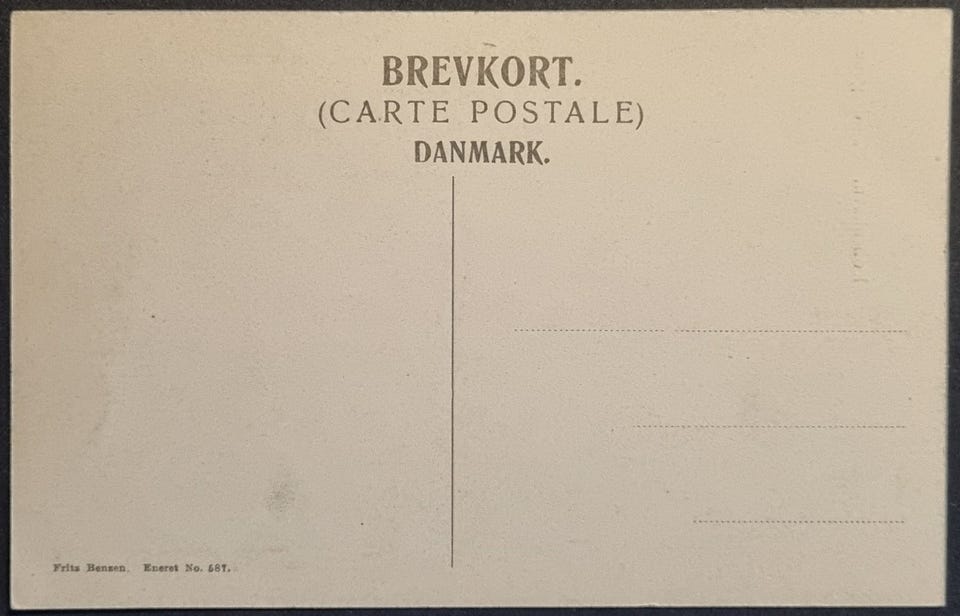 BREVKORT.
(CARTE POSTALE)
DANMARK.
Fritz Benzen. Eneret No. 587.